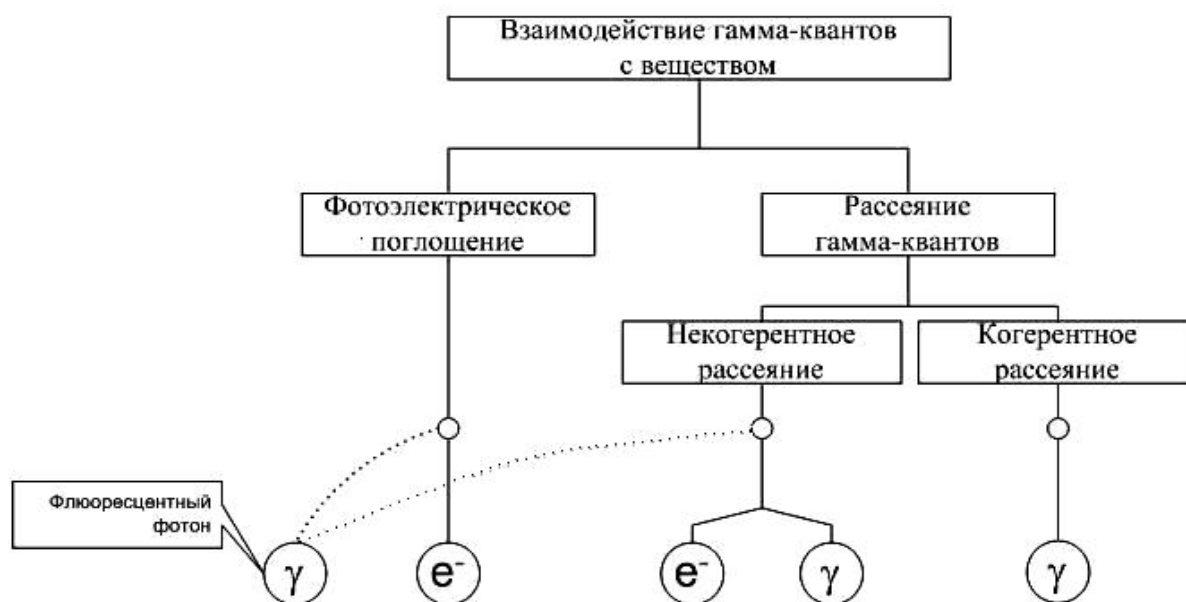 Взаимодействие гамма-квантов
с веществом
Фотоэлектрическое
поглощение
Рассеяние
гамма-квантов
Некогерентное
рассеяние
Когерентное
рассеяние
Флюоресцентный
фотон
γ
e⁻
e⁻
γ
γ